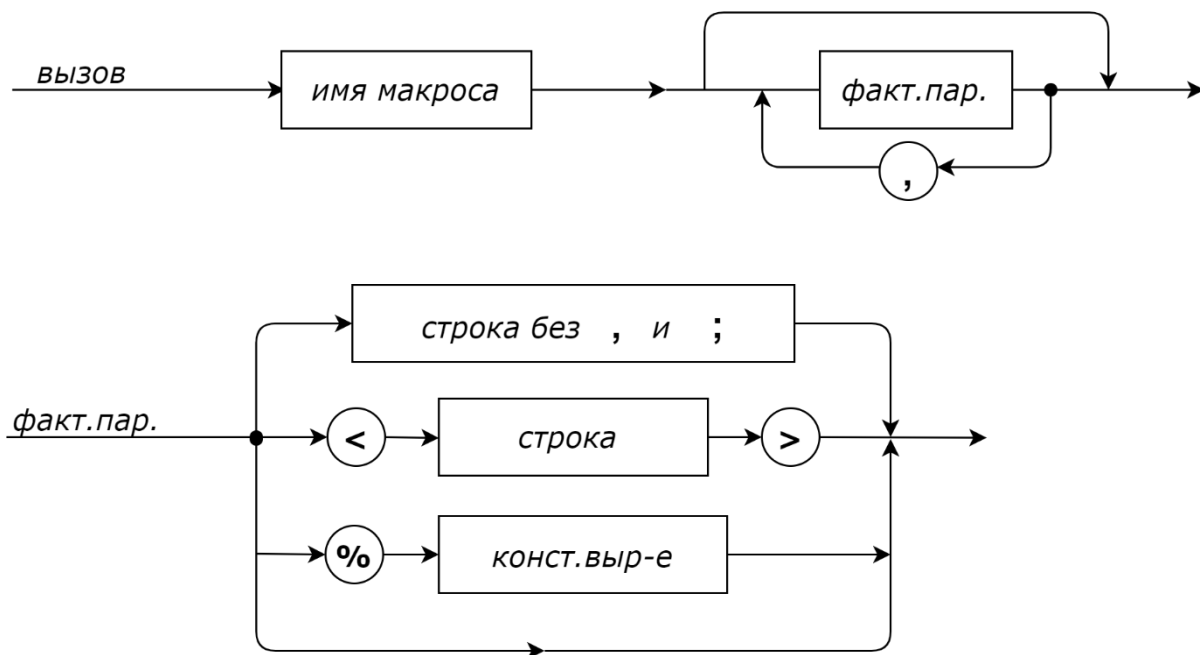 вызов
имя макроса
факт.пар.
,
строка без , и ;
факт.пар.
<
строка
>
%
конст.выр-е